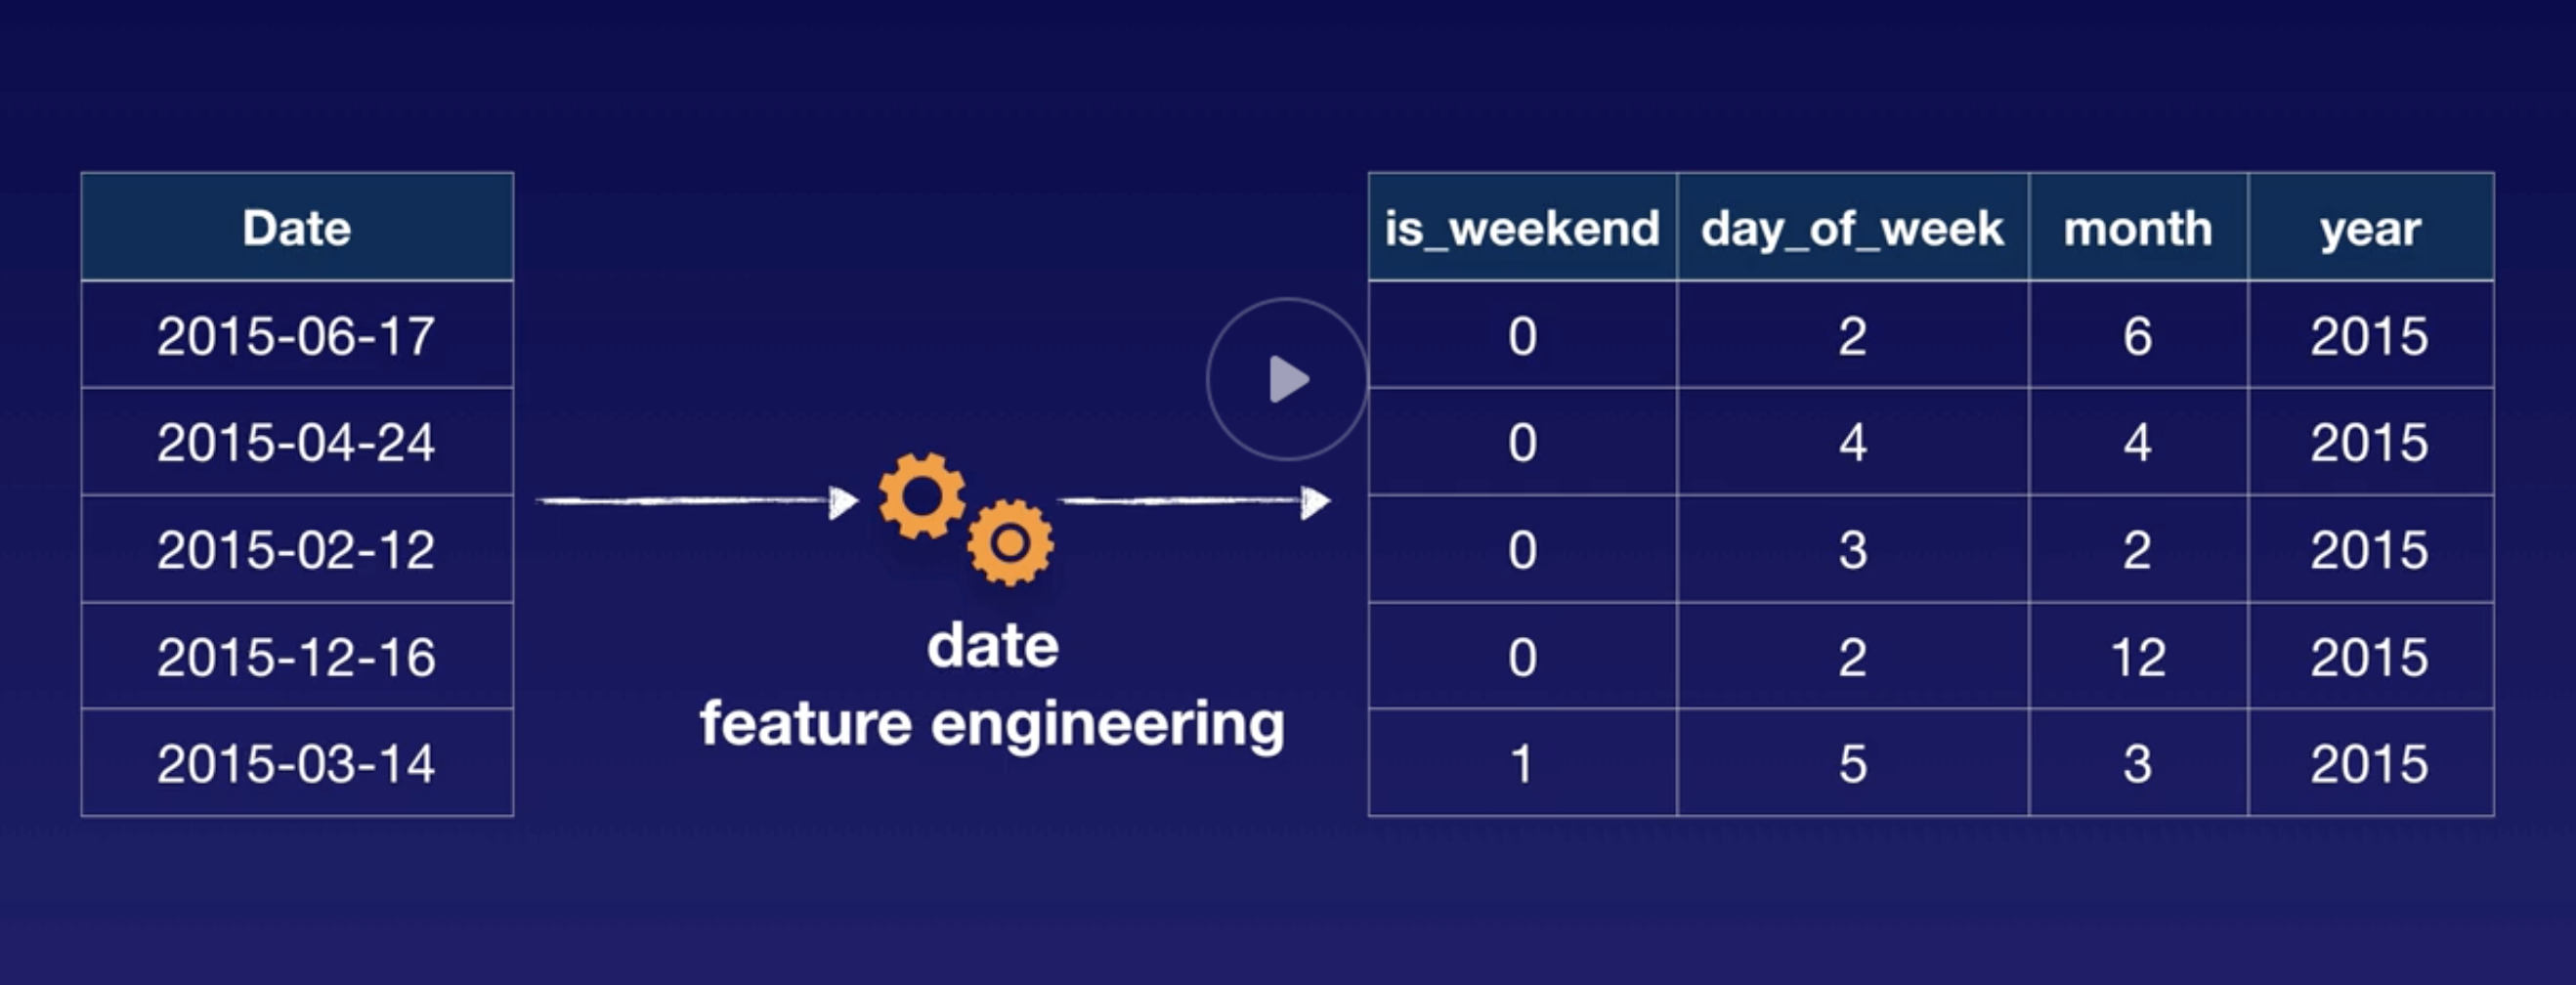 Date
2015-06-17
2015-04-24
2015-02-12
2015-12-16
2015-03-14
date
feature engineering
is_weekend day_of_week month year
0 2 6 2015
0 4 4 2015
0 3 2 2015
0 2 12 2015
1 5 3 2015